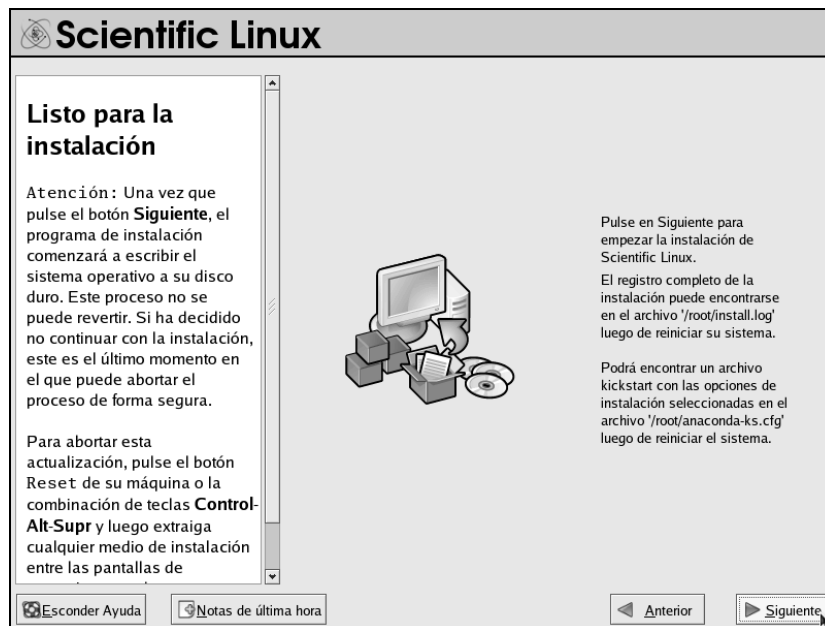 Scientific Linux
Listo para la
instalación
Atención: Una vez que
pulse el botón Siguiente, el
programa de instalación
comenzará a escribir el
sistema operativo a su disco
duro. Este proceso no se
puede revertir. Si ha decidido
no continuar con la instalación,
este es el último momento en
el que puede abortar el
proceso de forma segura.
Para abortar esta
actualización, pulse el botón
Reset de su máquina o la
combinación de teclas Control-
Alt-Supr y luego extraiga
cualquier medio de instalación
entre las pantallas de
Pulse en Siguiente para
empezar la instalación de
Scientific Linux.
El registro completo de la
instalación puede encontrarse
en el archivo '/root/install.log'
luego de reiniciar su sistema.
Podrá encontrar un archivo
kickstart con las opciones de
instalación seleccionadas en el
archivo '/root/anaconda-ks.cfg'
luego de reiniciar el sistema.
Esconder Ayuda
Notas de última hora
Anterior
Siguiente